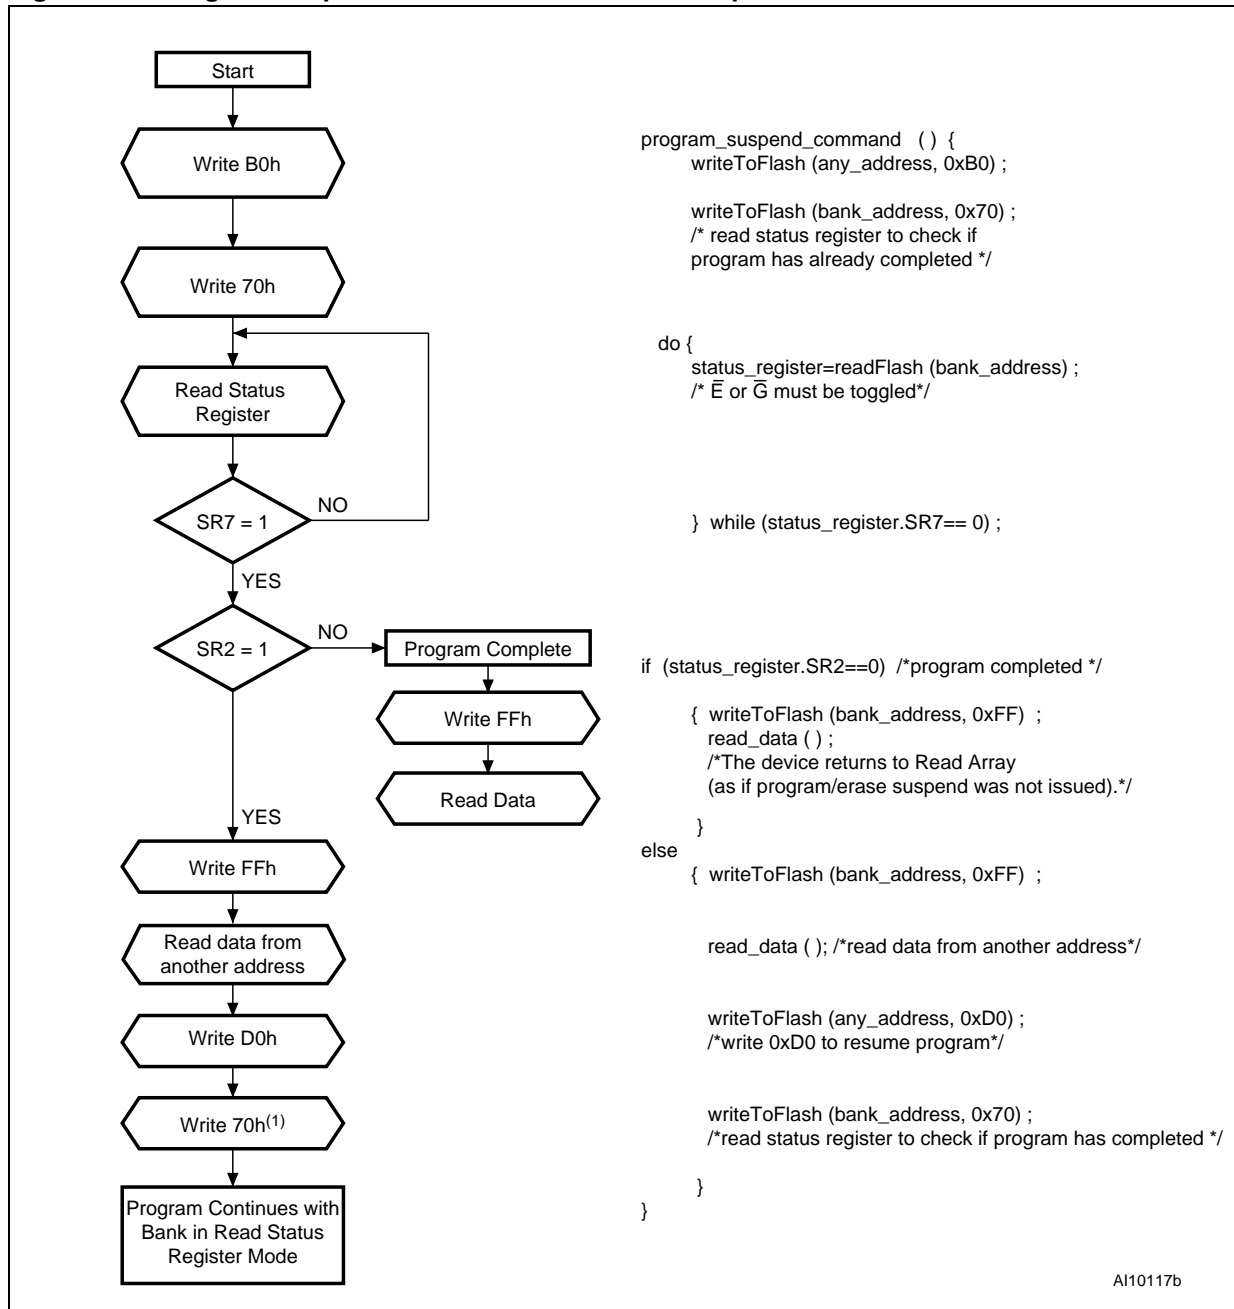 Start
Write B0h
Write 70h
Read Status
Register
SR7 = 1
NO
YES
SR2 = 1
NO
Program Complete
Write FFh
Read Data
YES
Write FFh
Read data from
another address
Write D0h
Write 70h(1)
Program Continues with
Bank in Read Status
Register Mode
program_suspend_command ( ) {
writeToFlash (any_address, 0xB0) ;
writeToFlash (bank_address, 0x70) ;
/* read status register to check if
program has already completed */
do {
status_register=readFlash (bank_address) ;
/* E̅ or G̅ must be toggled*/
} while (status_register.SR7== 0) ;
if (status_register.SR2==0) /*program completed */
{ writeToFlash (bank_address, 0xFF) ;
read_data ( ) ;
/*The device returns to Read Array
(as if program/erase suspend was not issued).*/
}
else
{ writeToFlash (bank_address, 0xFF) ;
read_data ( ); /*read data from another address*/
writeToFlash (any_address, 0xD0) ;
/*write 0xD0 to resume program*/
writeToFlash (bank_address, 0x70) ;
/*read status register to check if program has completed */
}
}
AI10117b